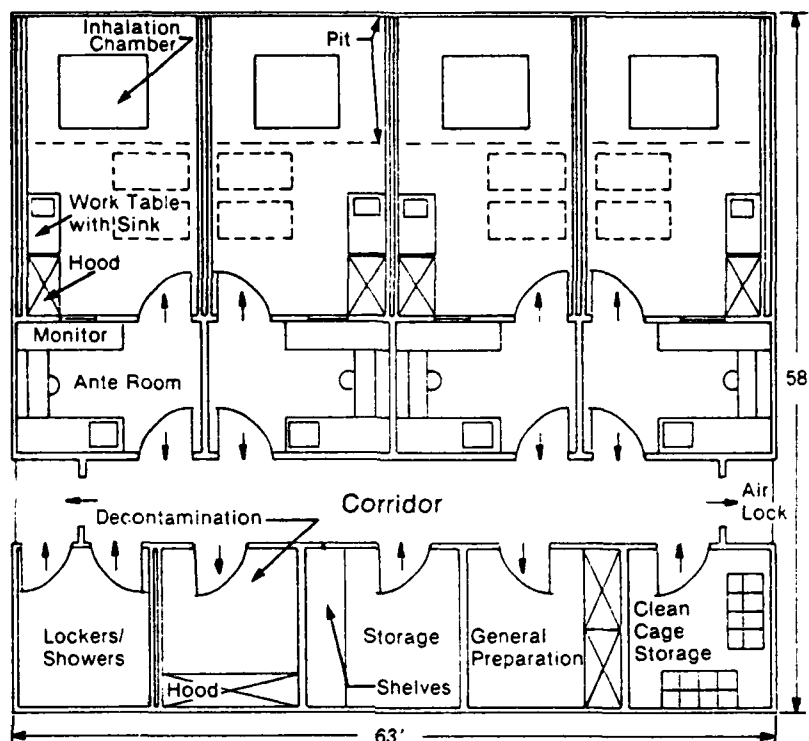 Inhalation
Chamber
Pit
Work Table
with Sink
Hood
Monitor
Ante Room
58
Corridor
Air
Lock
Decontamination
Lockers/
Showers
Hood
Storage
Shelves
General
Preparation
Clean
Cage
Storage
63'